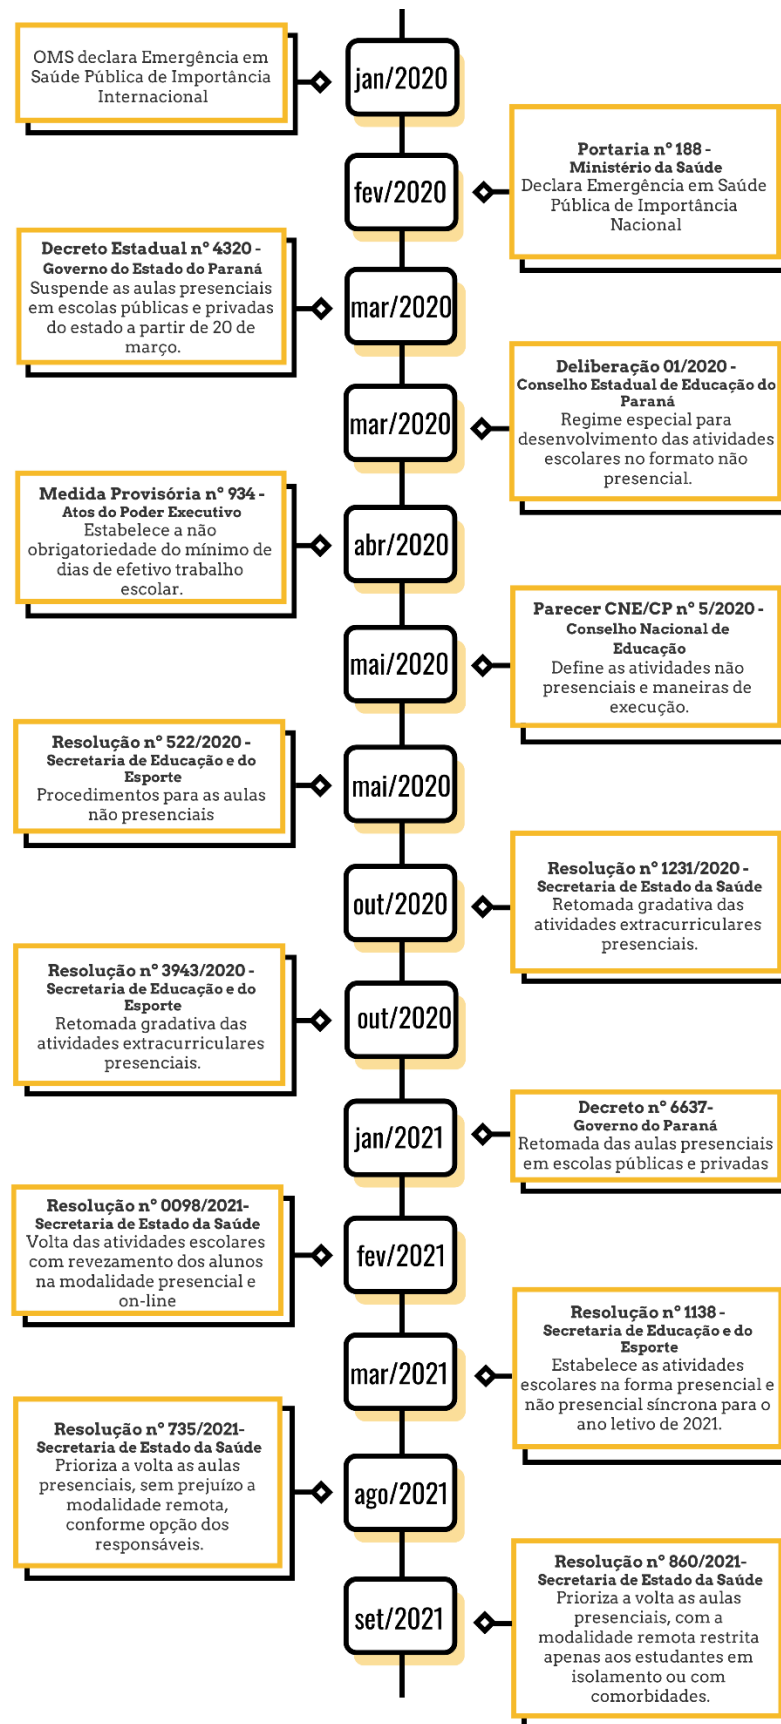 OMS declara Emergência em
Saúde Pública de Importância
Internacional
jan/2020
Portaria nº 188 -
Ministério da Saúde
Declara Emergência em Saúde
Pública de Importância
Nacional
fev/2020
Decreto Estadual nº 4320 -
Governo do Estado do Paraná
Suspende as aulas presenciais
em escolas públicas e privadas
do estado a partir de 20 de
março.
mar/2020
Deliberação 01/2020 -
Conselho Estadual de Educação do
Paraná
Regime especial para
desenvolvimento das atividades
escolares no formato não
presencial.
mar/2020
Medida Provisória nº 934 -
Atos do Poder Executivo
Estabelece a não
obrigatoriedade do mínimo de
dias de efetivo trabalho
escolar.
abr/2020
Parecer CNE/CP nº 5/2020 -
Conselho Nacional de
Educação
Define as atividades não
presenciais e maneiras de
execução.
mai/2020
Resolução nº 522/2020 -
Secretaria de Educação e do
Esporte
Procedimentos para as aulas
não presenciais
mai/2020
Resolução nº 1231/2020 -
Secretaria de Estado da Saúde
Retomada gradativa das
atividades extracurriculares
presenciais.
out/2020
Resolução nº 3943/2020 -
Secretaria de Educação e do
Esporte
Retomada gradativa das
atividades extracurriculares
presenciais.
out/2020
Decreto nº 6637-
Governo do Paraná
Retomada das aulas presenciais
em escolas públicas e privadas
jan/2021
Resolução nº 0098/2021-
Secretaria de Estado da Saúde
Volta das atividades escolares
com revezamento dos alunos
na modalidade presencial e
on-line
fev/2021
Resolução nº 1138 -
Secretaria de Educação e do
Esporte
Estabelece as atividades
escolares na forma presencial e
não presencial síncrona para o
ano letivo de 2021.
mar/2021
Resolução nº 735/2021-
Secretaria de Estado da Saúde
Prioriza a volta as aulas
presenciais, sem prejuízo a
modalidade remota,
conforme opção dos
responsáveis.
ago/2021
Resolução nº 860/2021-
Secretaria de Estado da Saúde
Prioriza a volta as aulas
presenciais, com a
modalidade remota restrita
apenas aos estudantes em
isolamento ou com
comorbidades.
set/2021